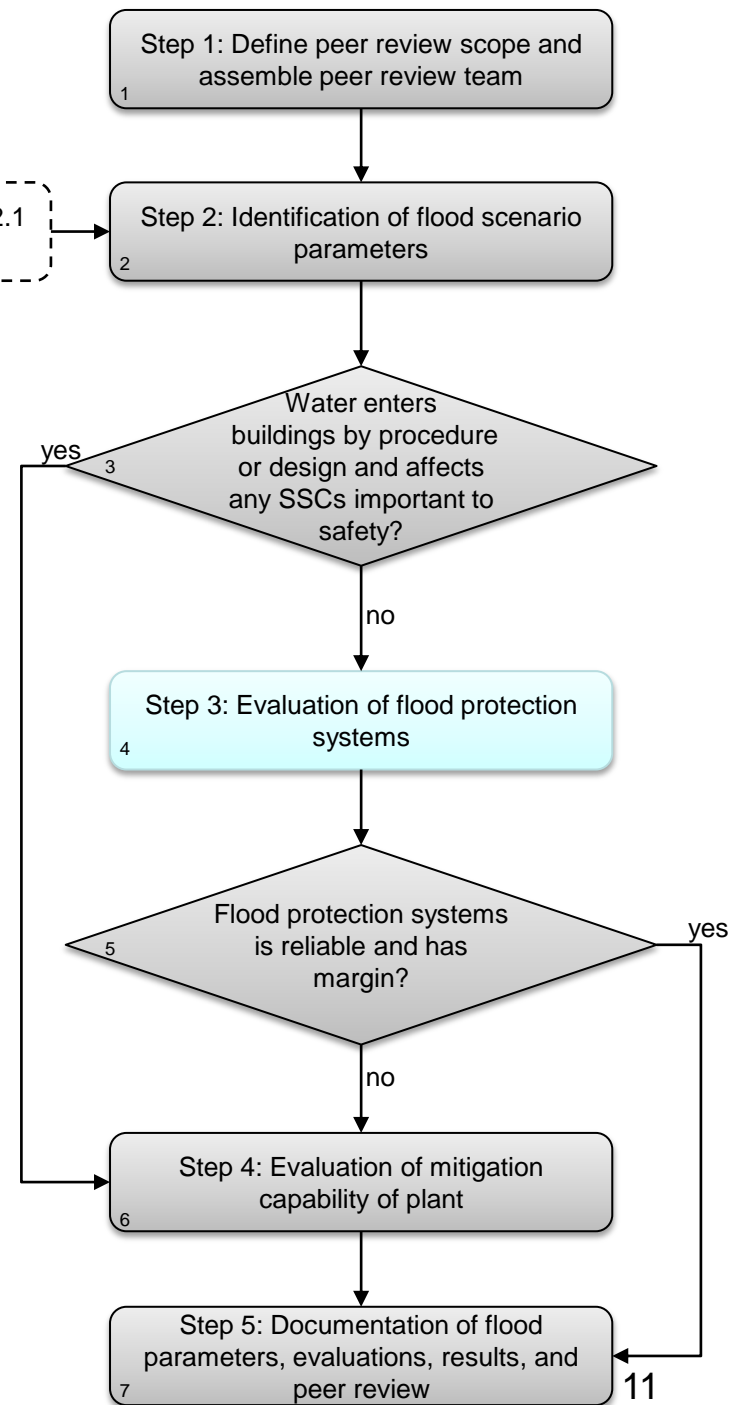 Step 1: Define peer review scope and
assemble peer review team
1
2.1
Step 2: Identification of flood scenario
parameters
2
Water enters
buildings by procedure
or design and affects
any SSCs important to
safety?
3
yes
no
Step 3: Evaluation of flood protection
systems
4
Flood protection systems
is reliable and has
margin?
5
yes
no
Step 4: Evaluation of mitigation
capability of plant
6
Step 5: Documentation of flood
parameters, evaluations, results, and
peer review
7
11